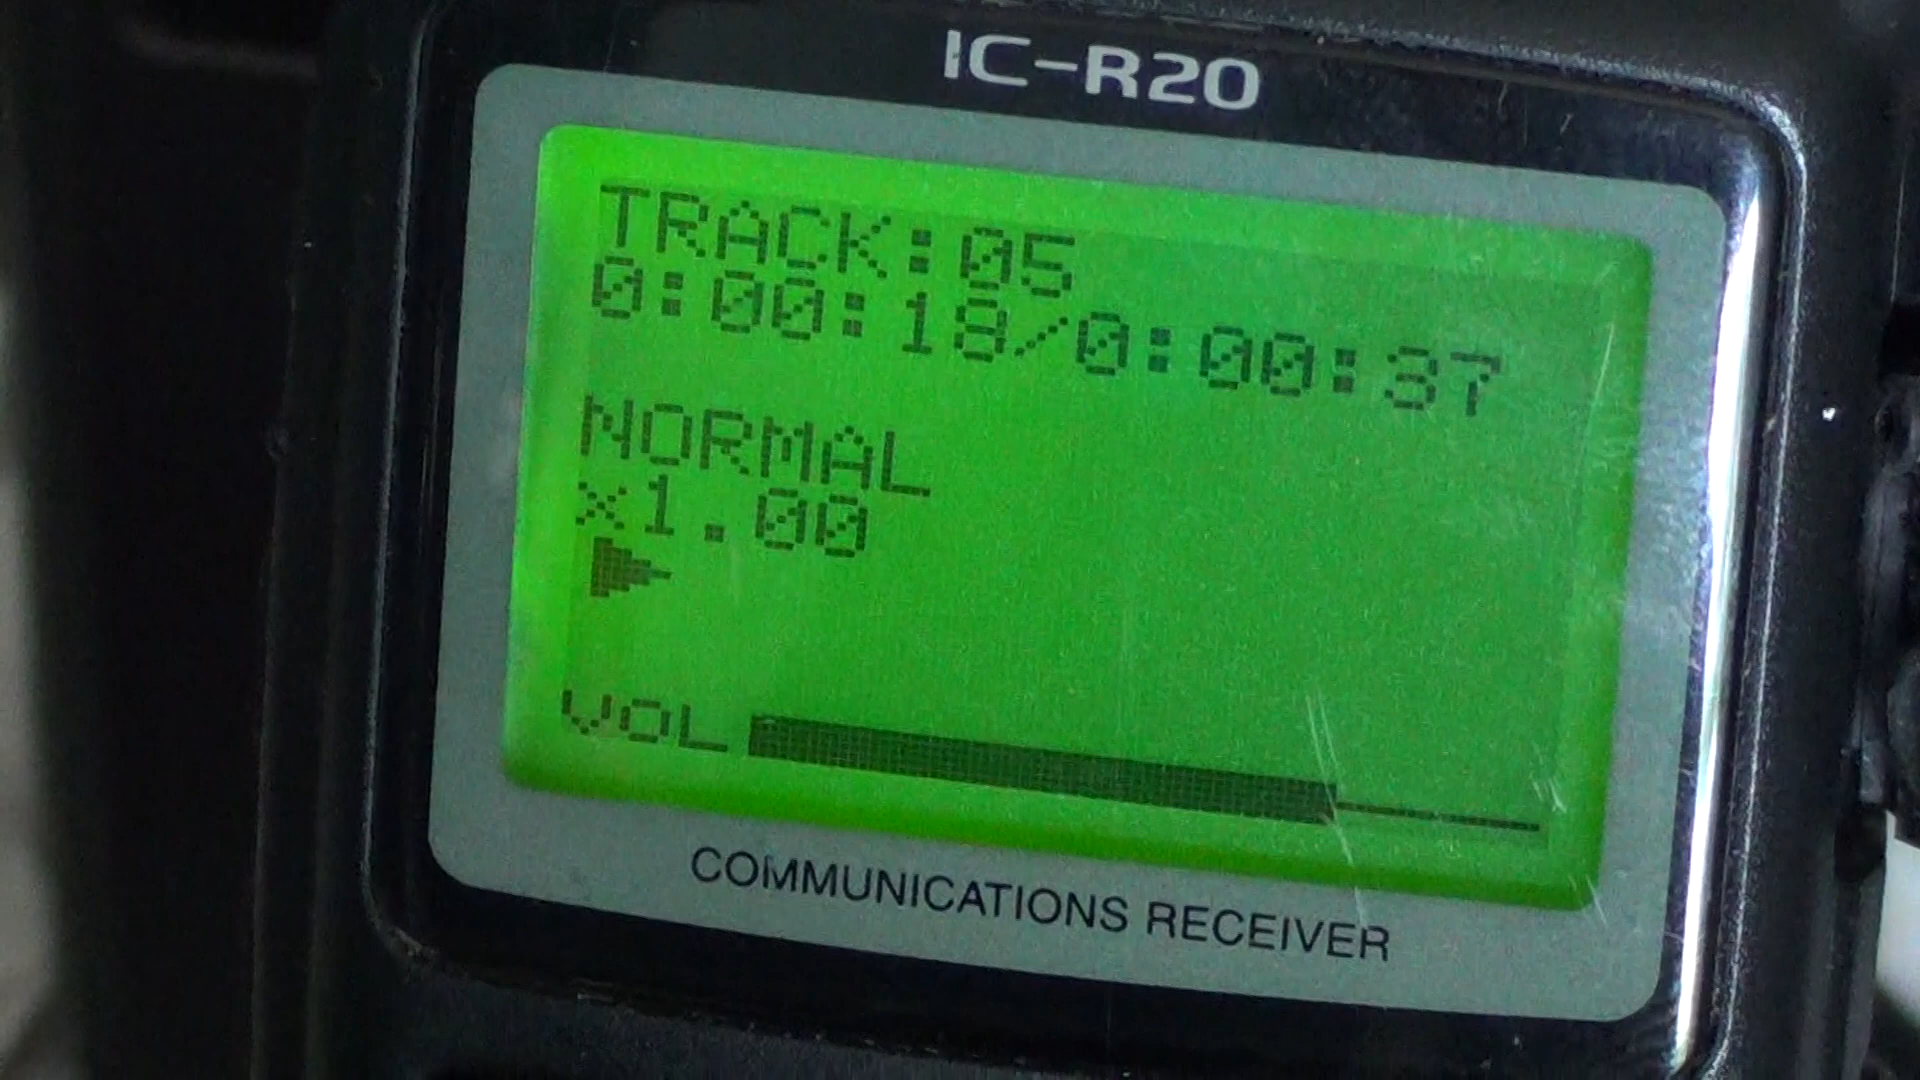 IC-R20
TRACK:05
0:00:18/0:00:37
NORMAL
x1.00
VOL
COMMUNICATIONS RECEIVER